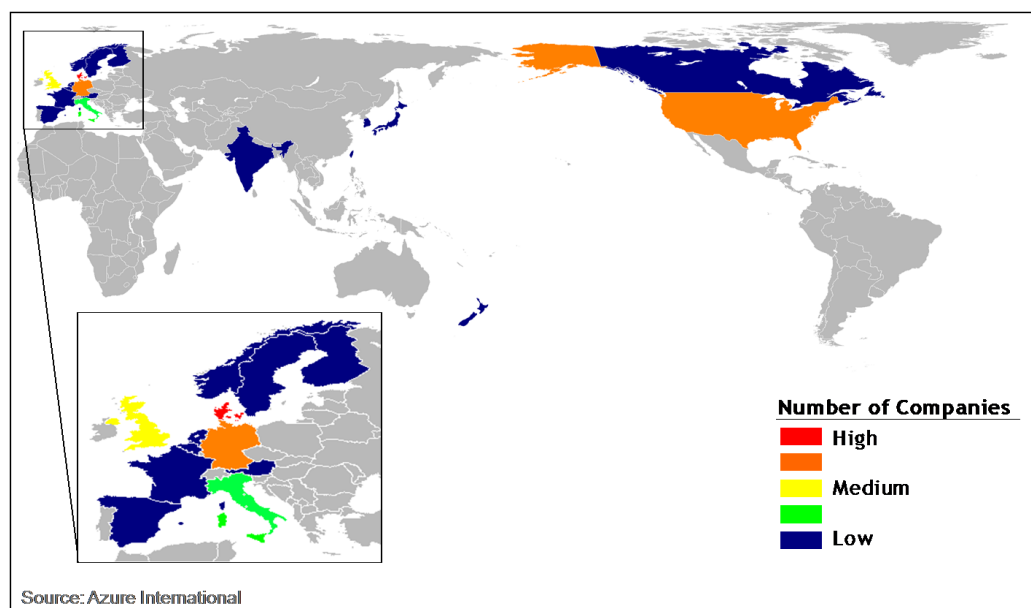 Number of Companies
High
Medium
Low
Source: Azure International